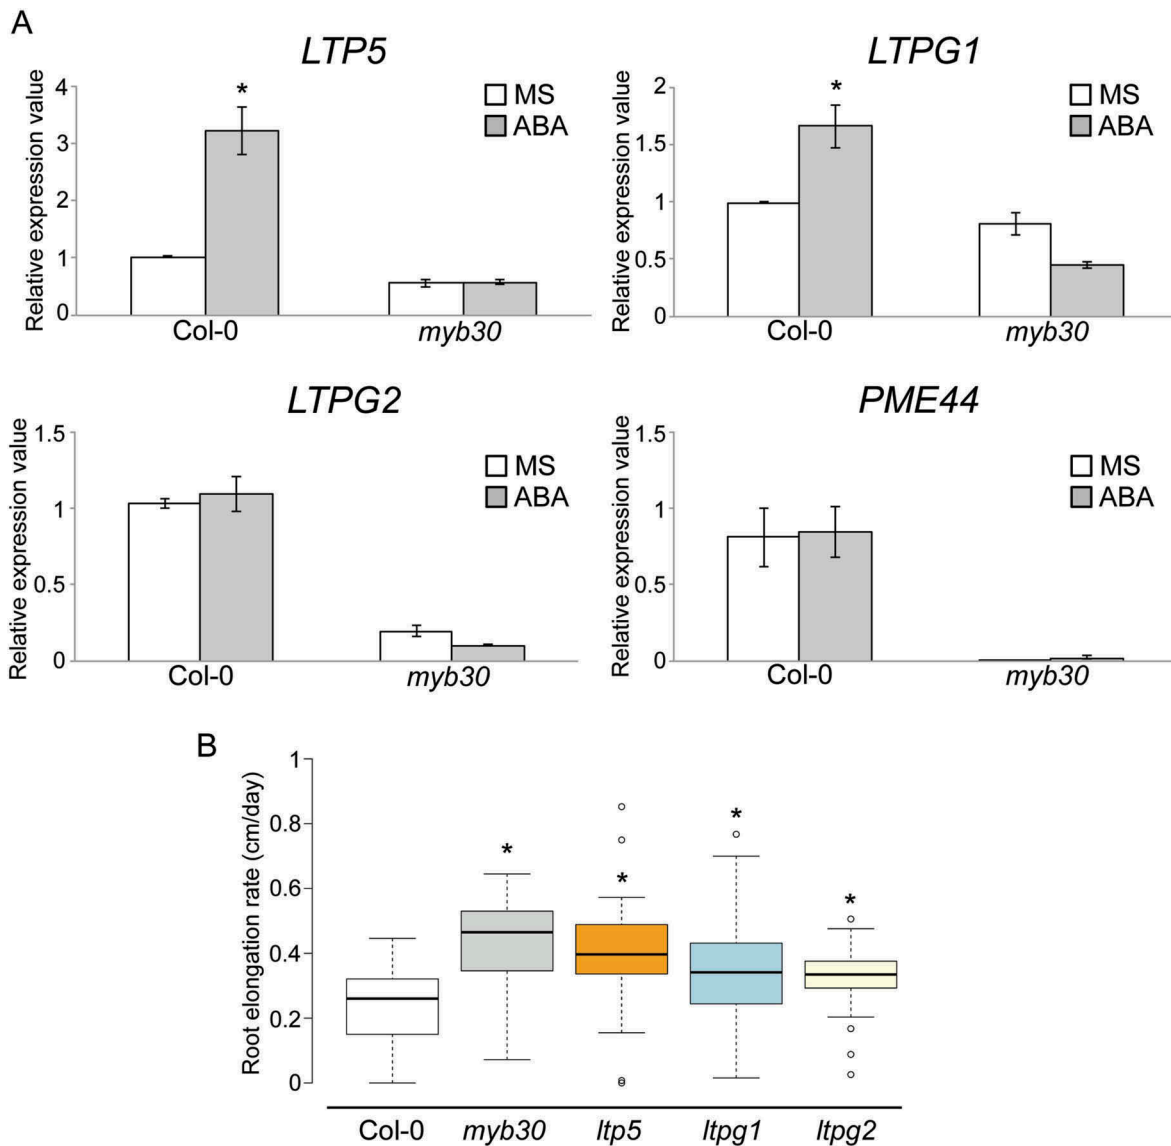 A
LTP5
Relative expression value
4
3
2
1
0
*
MS
ABA
Col-0
myb30
LTPG1
Relative expression value
2
1.5
1
0.5
0
*
MS
ABA
Col-0
myb30
LTPG2
Relative expression value
1.5
1
0.5
0
MS
ABA
Col-0
myb30
PME44
Relative expression value
1.5
1
0.5
0
MS
ABA
Col-0
myb30
B
Root elongation rate (cm/day)
1
0.8
0.6
0.4
0.2
0
*
*
*
*
Col-0 myb30 ltp5 ltpg1 ltpg2